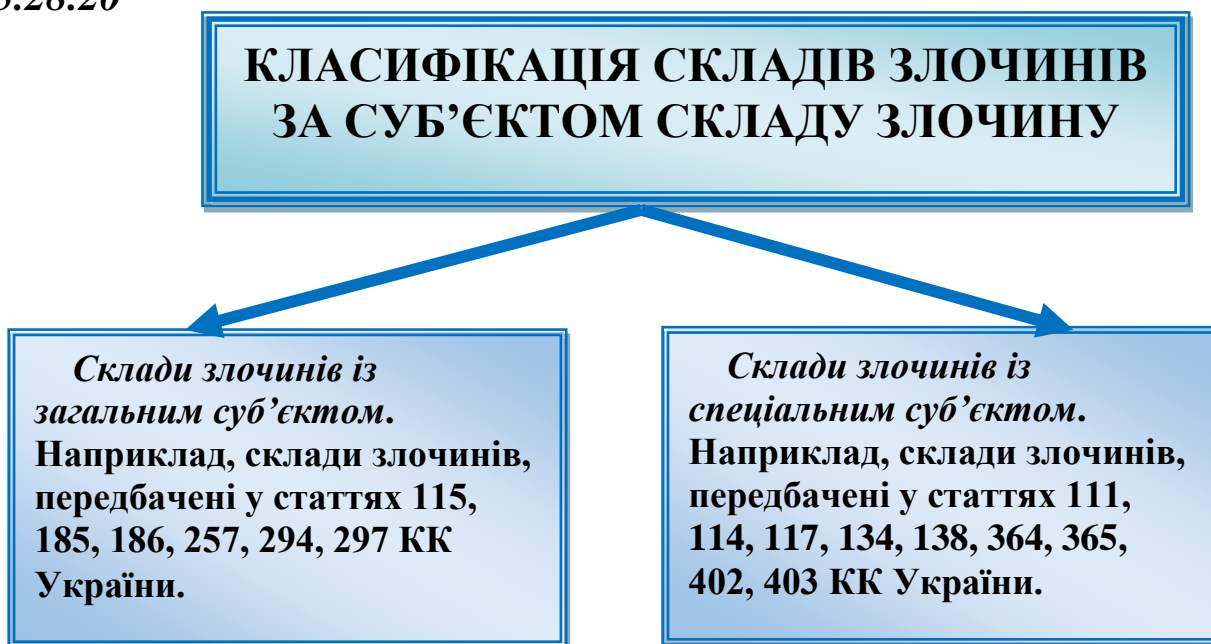 .28.20
КЛАСИФІКАЦІЯ СКЛАДІВ ЗЛОЧИНІВ
ЗА СУБ’ЄКТОМ СКЛАДУ ЗЛОЧИНУ
Склади злочинів із
загальним суб’єктом.
Наприклад, склади злочинів,
передбачені у статтях 115,
185, 186, 257, 294, 297 КК
України.
Склади злочинів із
спеціальним суб’єктом.
Наприклад, склади злочинів,
передбачені у статтях 111,
114, 117, 134, 138, 364, 365,
402, 403 КК України.